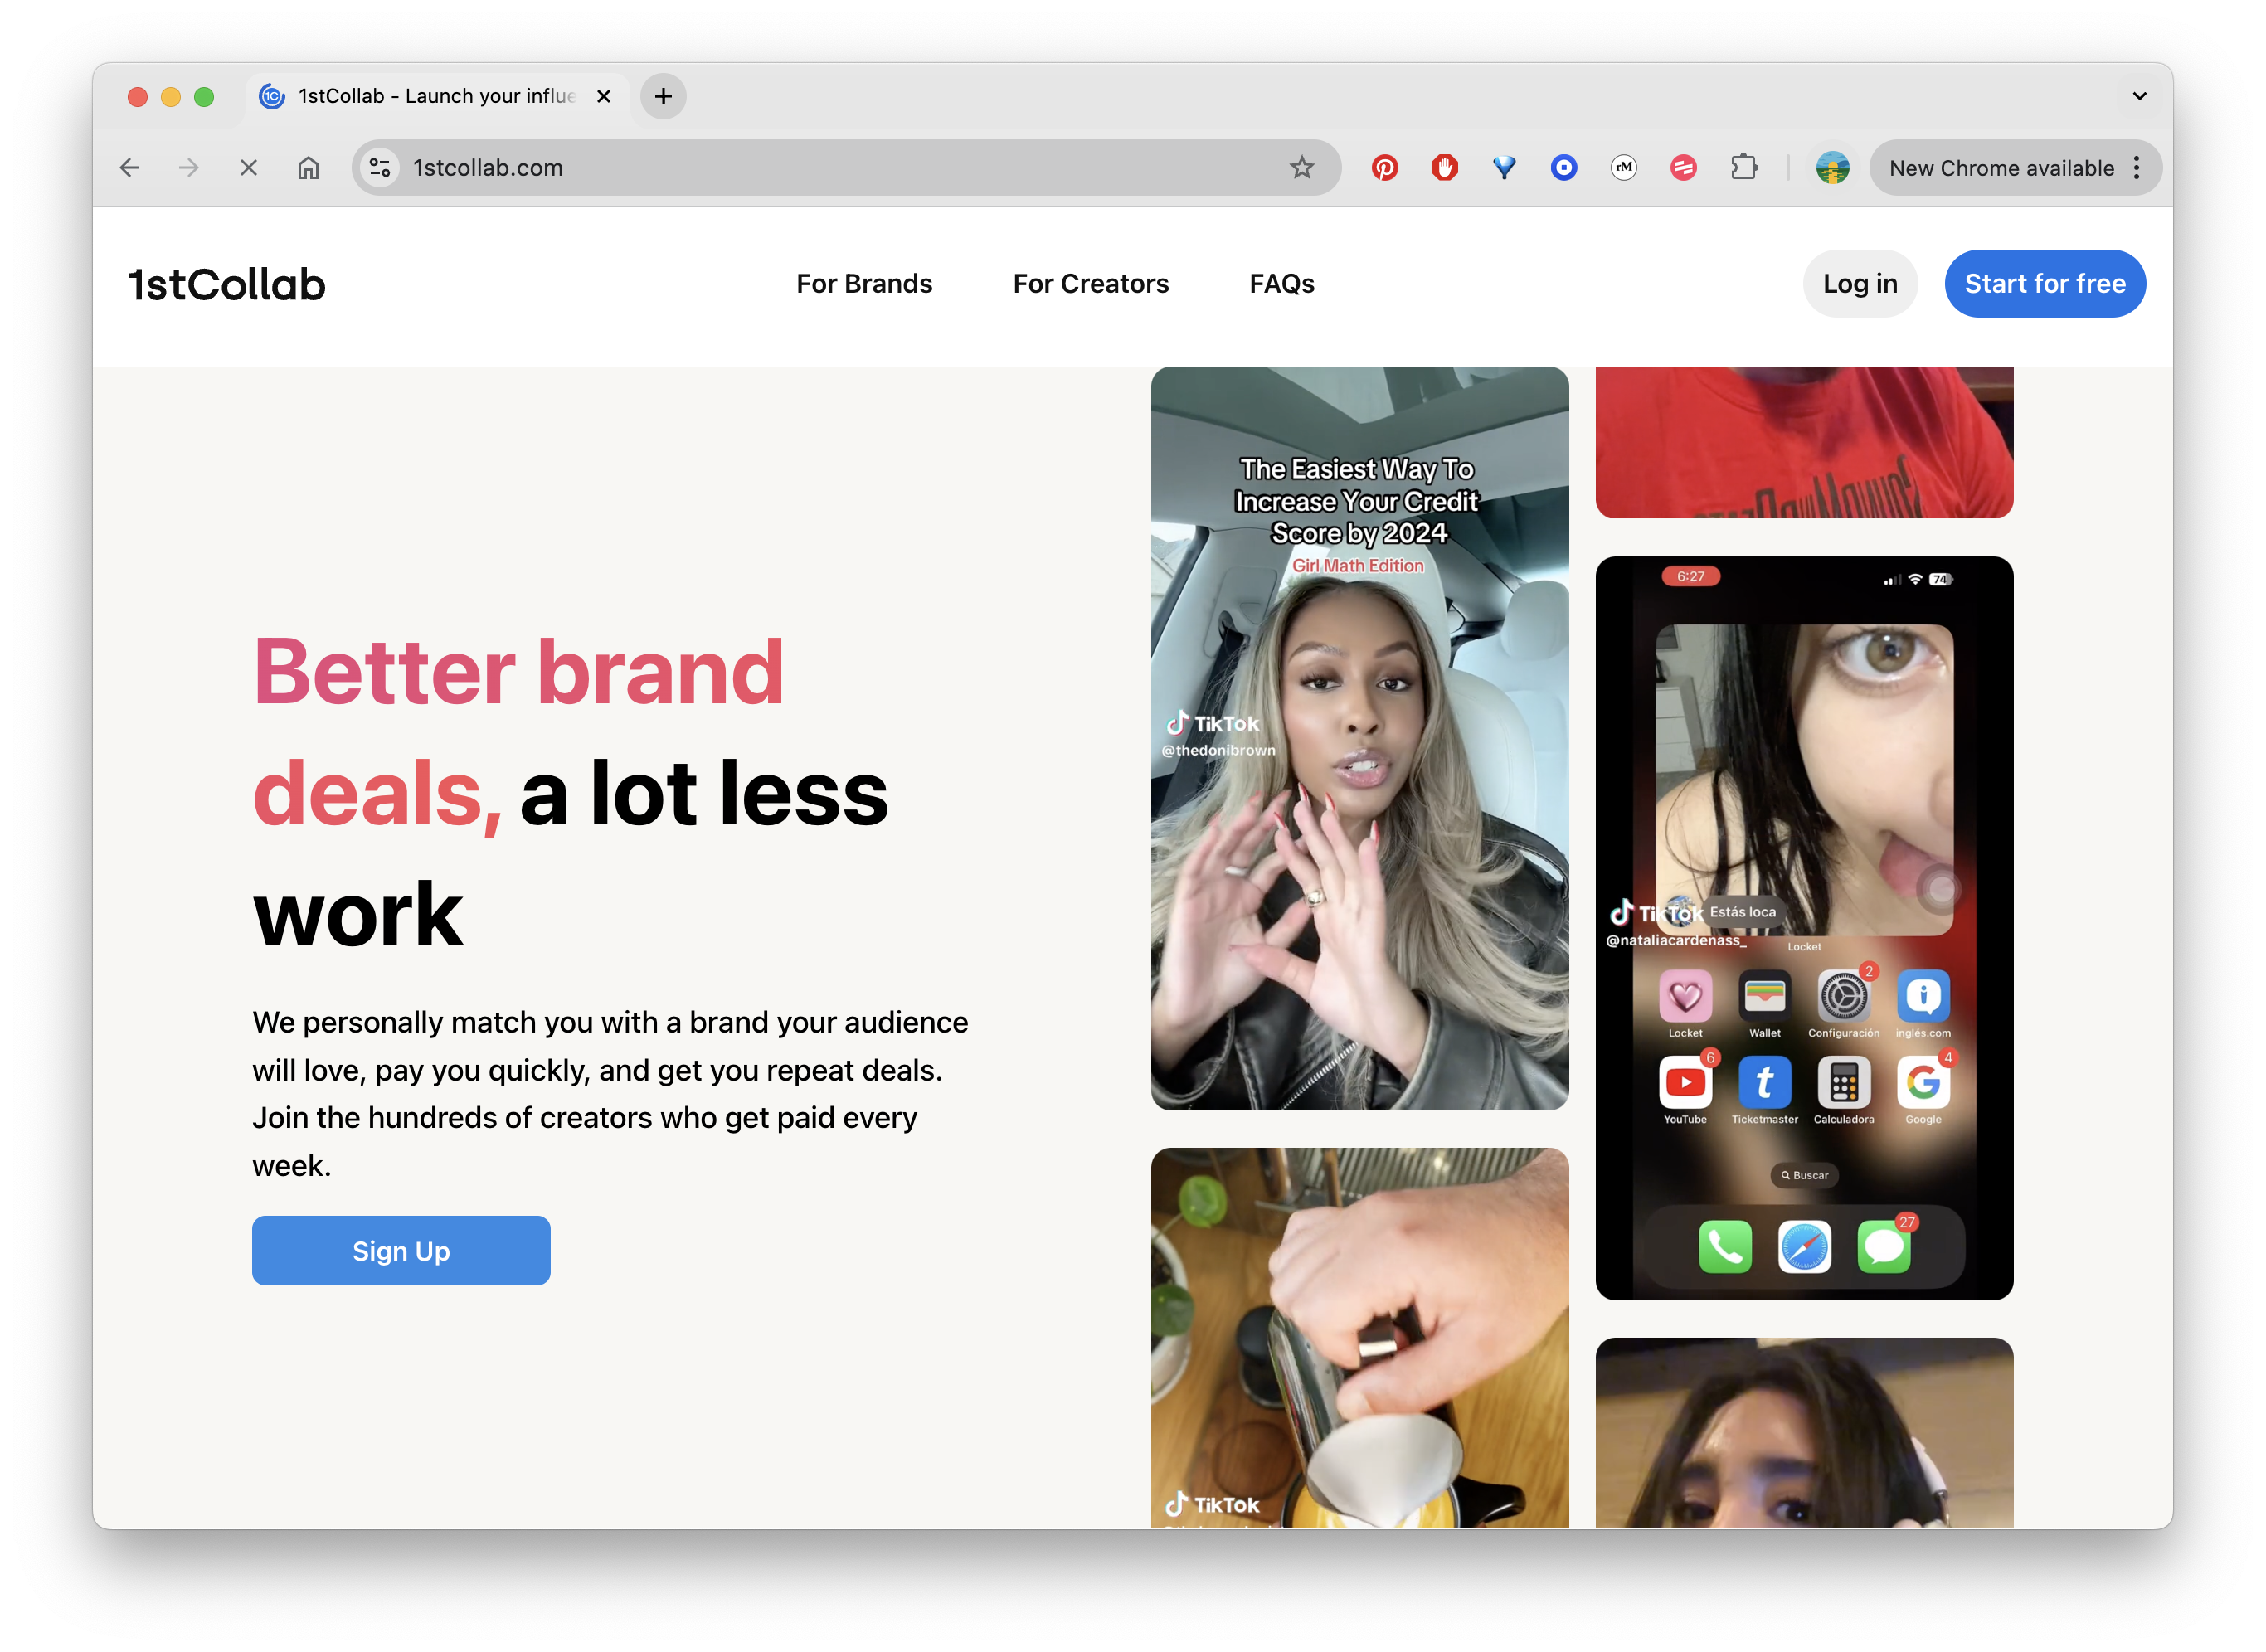 1stCollab - Launch your influe
1stcollab.com
rM
New Chrome available
1stCollab
For Brands
For Creators
FAQs
Log in
Start for free
Better brand
deals, a lot less
work
We personally match you with a brand your audience
will love, pay you quickly, and get you repeat deals.
Join the hundreds of creators who get paid every
week.
Sign Up
The Easiest Way To
Increase Your Credit
Score by 2024
Girl Math Edition
TikTok
@thedonibrown
TikTok
6:27
74
Estás loca
TikTok
@nataliacardenass_
Locket
2
Locket
Wallet
Configuración
inglés.com
6
4
YouTube
Ticketmaster
Calculadora
Google
Buscar
27